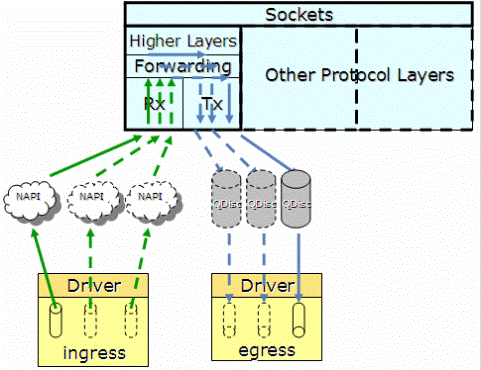 Sockets
Higher Layers
Forwarding
Other Protocol Layers
Rx
Tx
NAPI
NAPI
NAPI
QDisc
QDisc
QDisc
Driver
Driver
ingress
egress